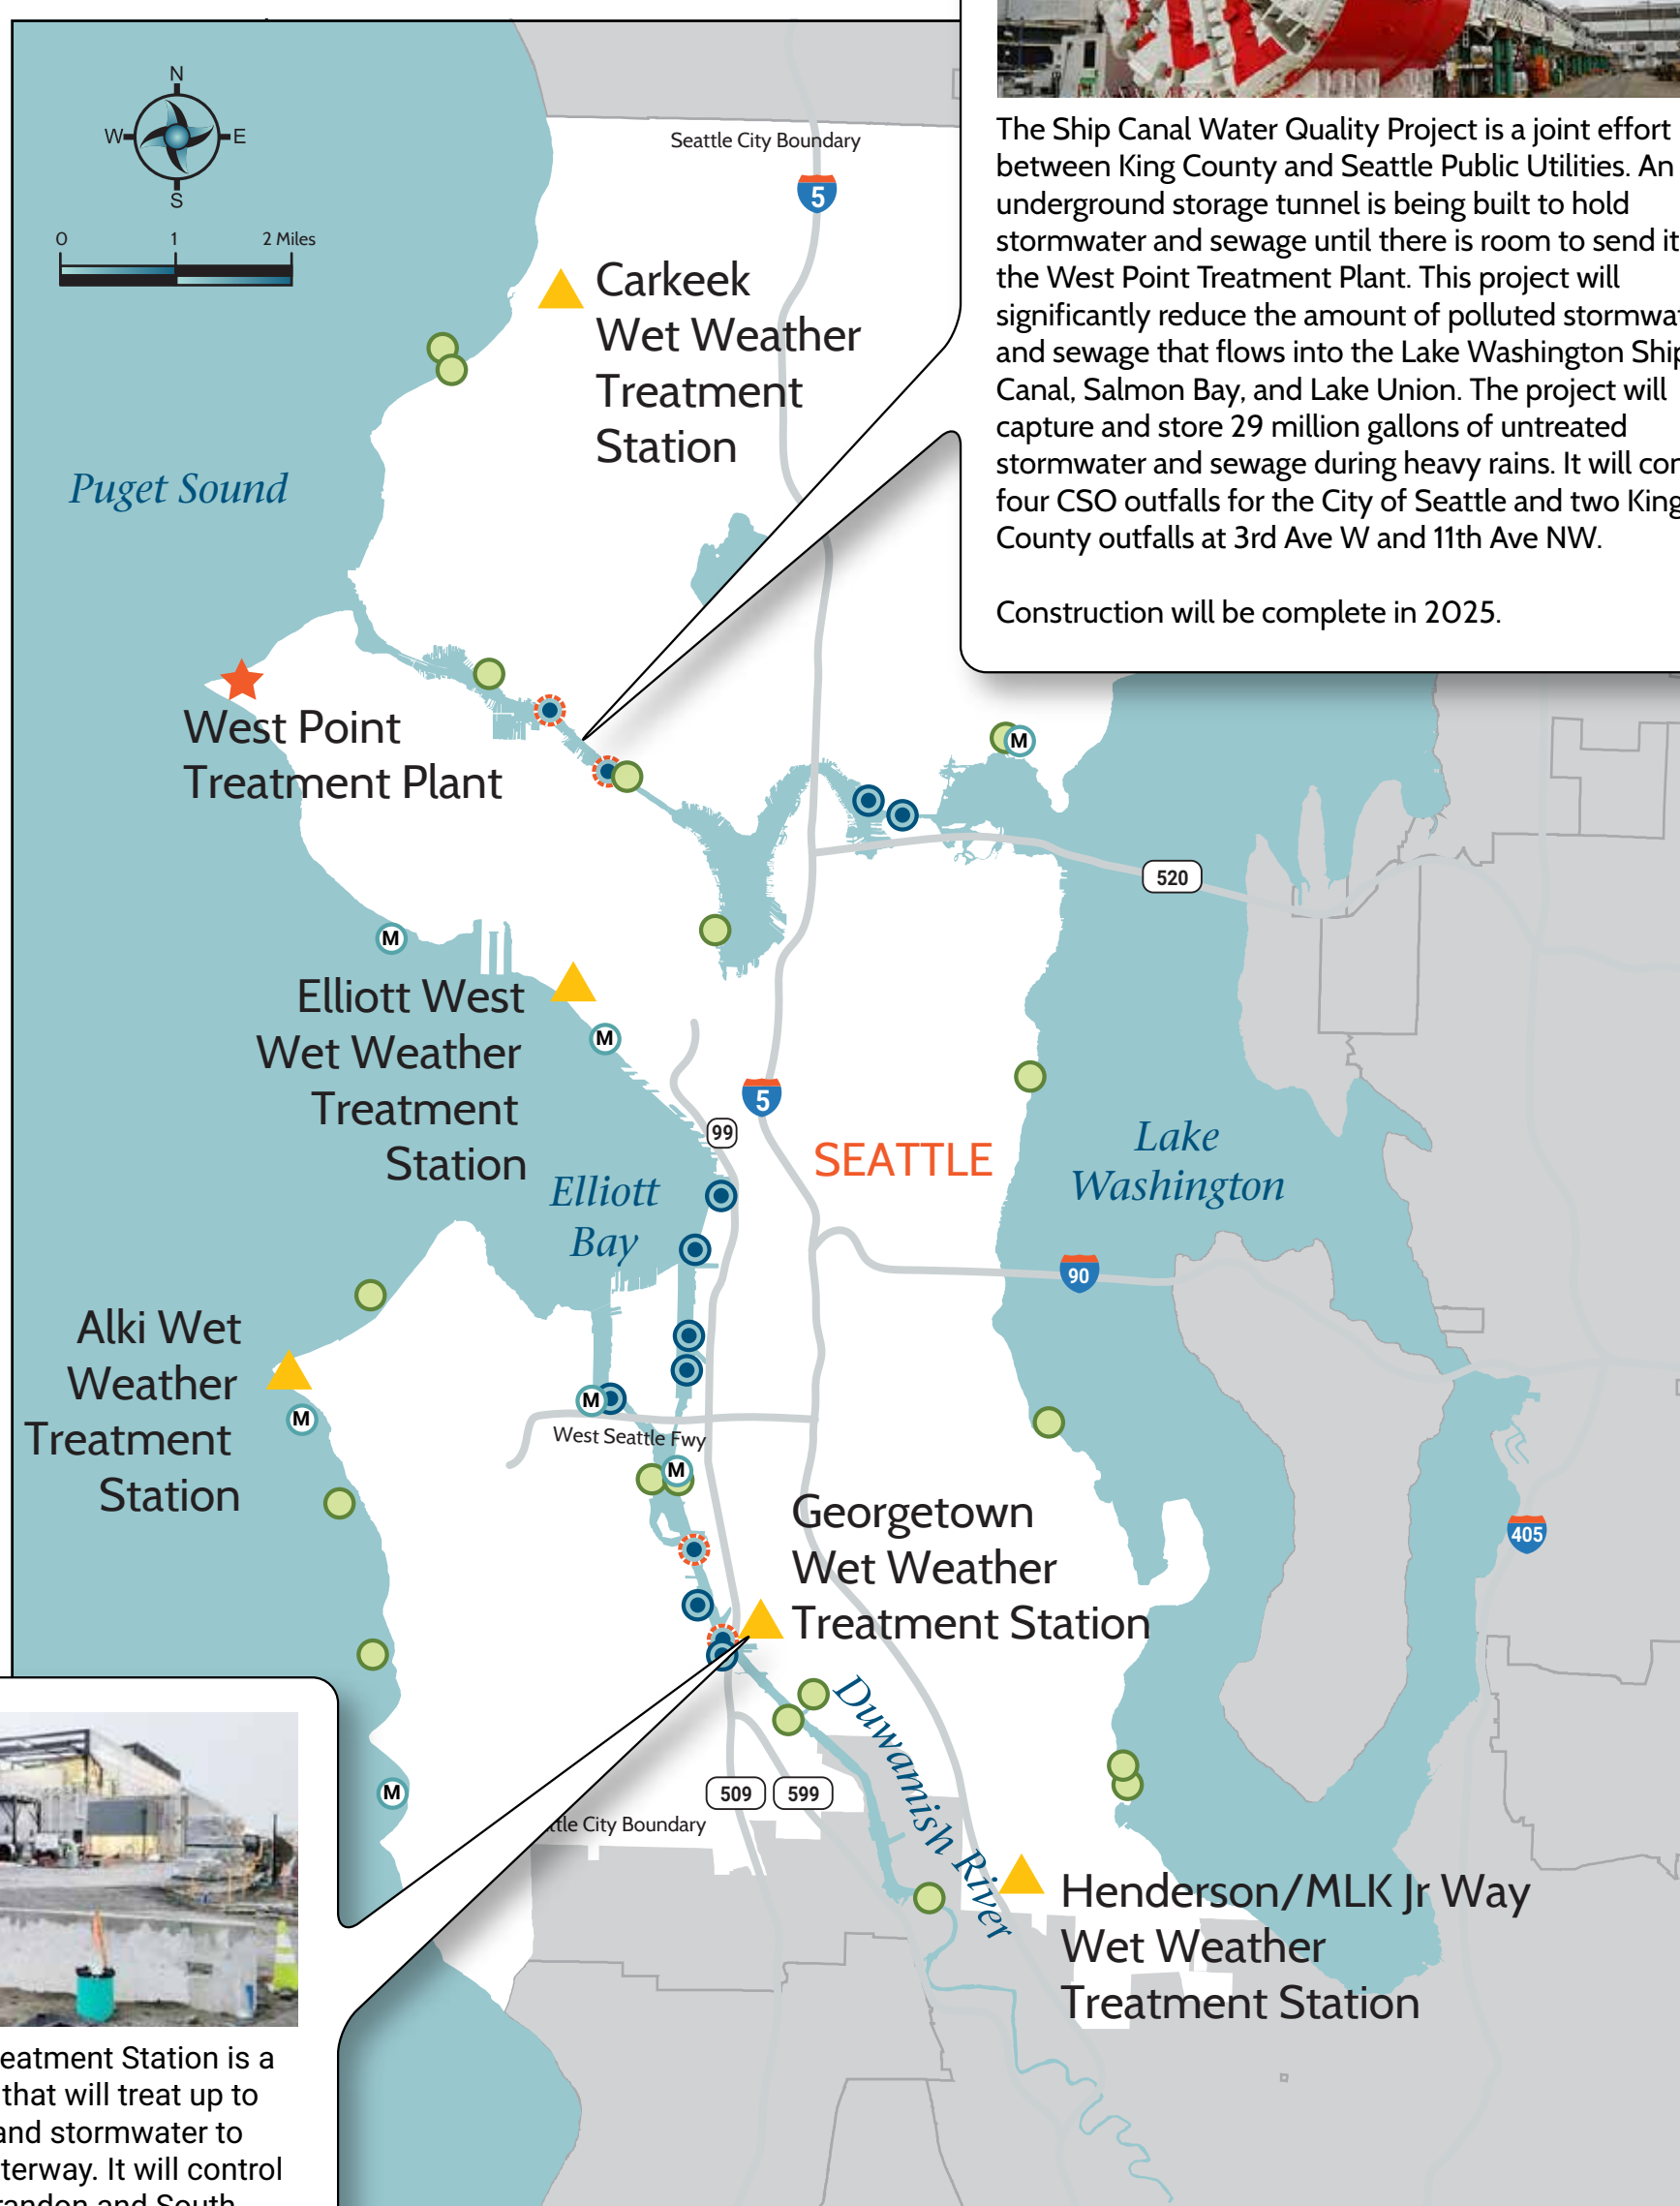 N
W
E
S
0 1 2 Miles
Seattle City Boundary
5
Carkeek
Wet Weather
Treatment
Station
Puget Sound
The Ship Canal Water Quality Project is a joint effort
between King County and Seattle Public Utilities. An
underground storage tunnel is being built to hold
stormwater and sewage until there is room to send it
the West Point Treatment Plant. This project will
significantly reduce the amount of polluted
and sewage that flows into the Lake Washington Ship
Canal, Salmon Bay, and Lake Union. The project will
capture and store 29 million gallons of untreated
stormwater and sewage during heavy rains. It will
four CSO outfalls for the City of Seattle and two King
County outfalls at 3rd Ave W and 11th Ave NW.
Construction will be complete in 2025.
West Point
Treatment Plant
M
520
M
Elliott West
Wet Weather
Treatment
Station
M
5
99
SEATTLE
Lake
Washington
Elliott
Bay
90
Alki Wet
Weather
Treatment
Station
M
M
West Seattle Fwy
M
Georgetown
Wet Weather
Treatment Station
405
Duwamish River
M
509
599
City Boundary
Henderson/MLK Jr Way
Wet Weather
Treatment Station
Station is a
that will treat up to
and stormwater to
It will control
and South